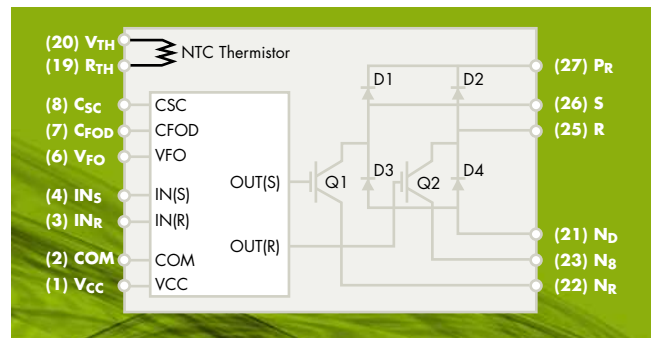 (20) VTH
(19) RTH
NTC Thermistor
(8) CSC
(7) CFOD
(6) VFO
(4) INS
(3) INR
(2) COM
(1) VCC
CSC
CFOD
VFO
IN(S)
IN(R)
COM
VCC
OUT(S)
OUT(R)
D1
D2
Q1
D3
Q2
D4
(27) PR
(26) S
(25) R
(21) ND
(23) N8
(22) NR